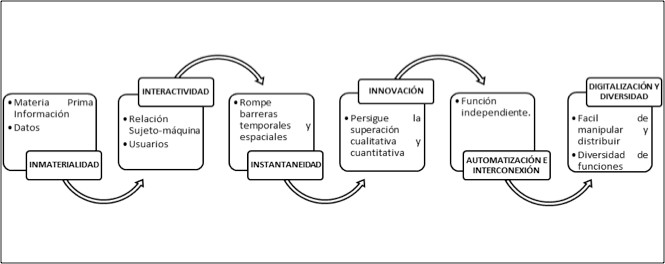 • Materia Prima
Información
• Datos
INMATERIALIDAD
INTERACTIVIDAD
• Relación
Sujeto-máquina
• Usuarios
• Rompe
barreras
temporales y
espaciales
INSTANTANEIDAD
INNOVACIÓN
• Persigue la
superación
cualitativa y
cuantitativa
• Función
independiente.
AUTOMATIZACIÓN E
INTERCONEXIÓN
DIGITALIZACIÓN Y
DIVERSIDAD
• Facil de
manipular y
distribuir
• Diversidad de
funciones